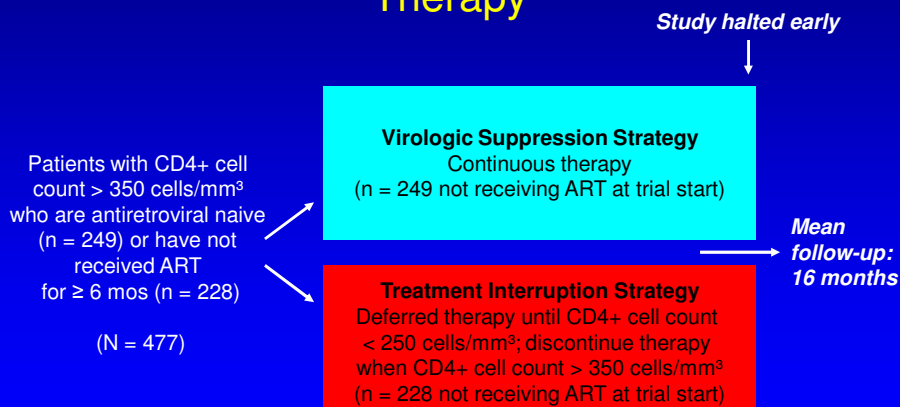 Therapy
Study halted early
Patients with CD4+ cell
count > 350 cells/mm³
who are antiretroviral naive
(n = 249) or have not
received ART
for ≥ 6 mos (n = 228)
(N = 477)
Virologic Suppression Strategy
Continuous therapy
(n = 249 not receiving ART at trial start)
Treatment Interruption Strategy
Deferred therapy until CD4+ cell count
< 250 cells/mm³; discontinue therapy
when CD4+ cell count > 350 cells/mm³
(n = 228 not receiving ART at trial start)
Mean
follow-up:
16 months